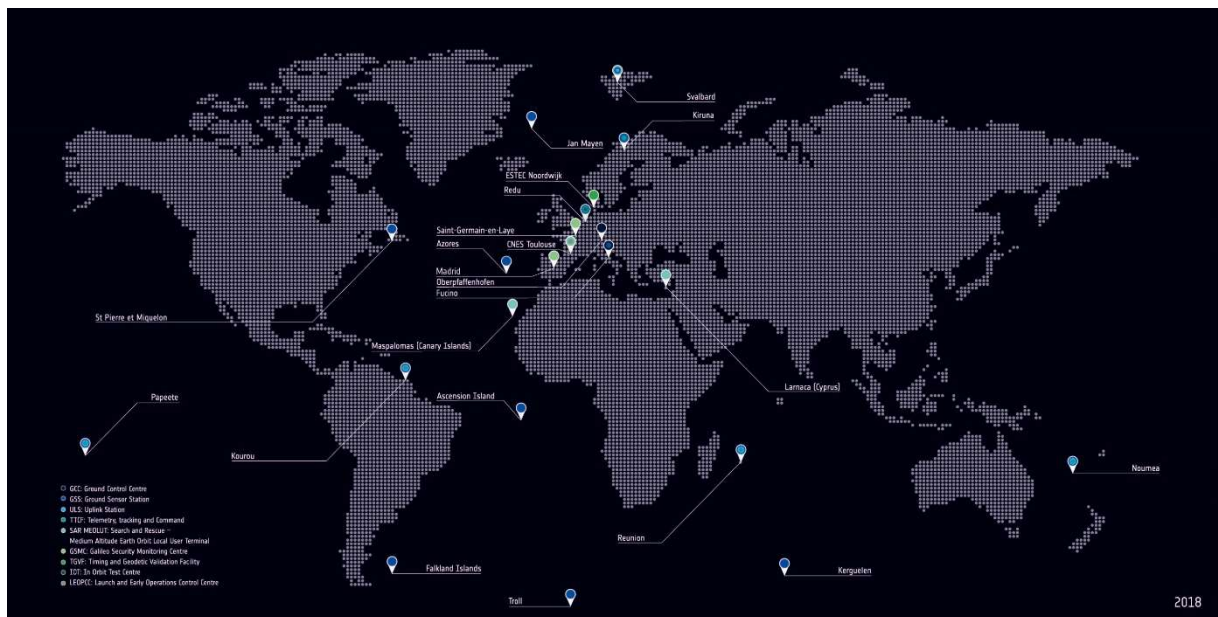 Svalbard
Kiruna
Jan Mayen
ESTEC Noordwijk
Redu
Saint-Germain-en-Laye
Azores
CNES Toulouse
Madrid
Oberpfaffenhofen
Fucino
St Pierre et Miquelon
Maspalomas (Canary Islands)
Larnaca (Cyprus)
Papeete
Ascension Island
Kourou
Noumea
Reunion
GCC: Ground Control Centre
GSS: Ground Sensor Station
ULS: Uplink Station
TTCF: Telemetry, tracking and Command
SAR MEOLUT: Search and Rescue –
Medium Altitude Earth Orbit Local User Terminal
GSMC: Galileo Security Monitoring Centre
TGVF: Timing and Geodetic Validation Facility
IOT: In Orbit Test Centre
LEOPCC: Launch and Early Operations Control Centre
Falkland Islands
Kerguelen
Troll
2018